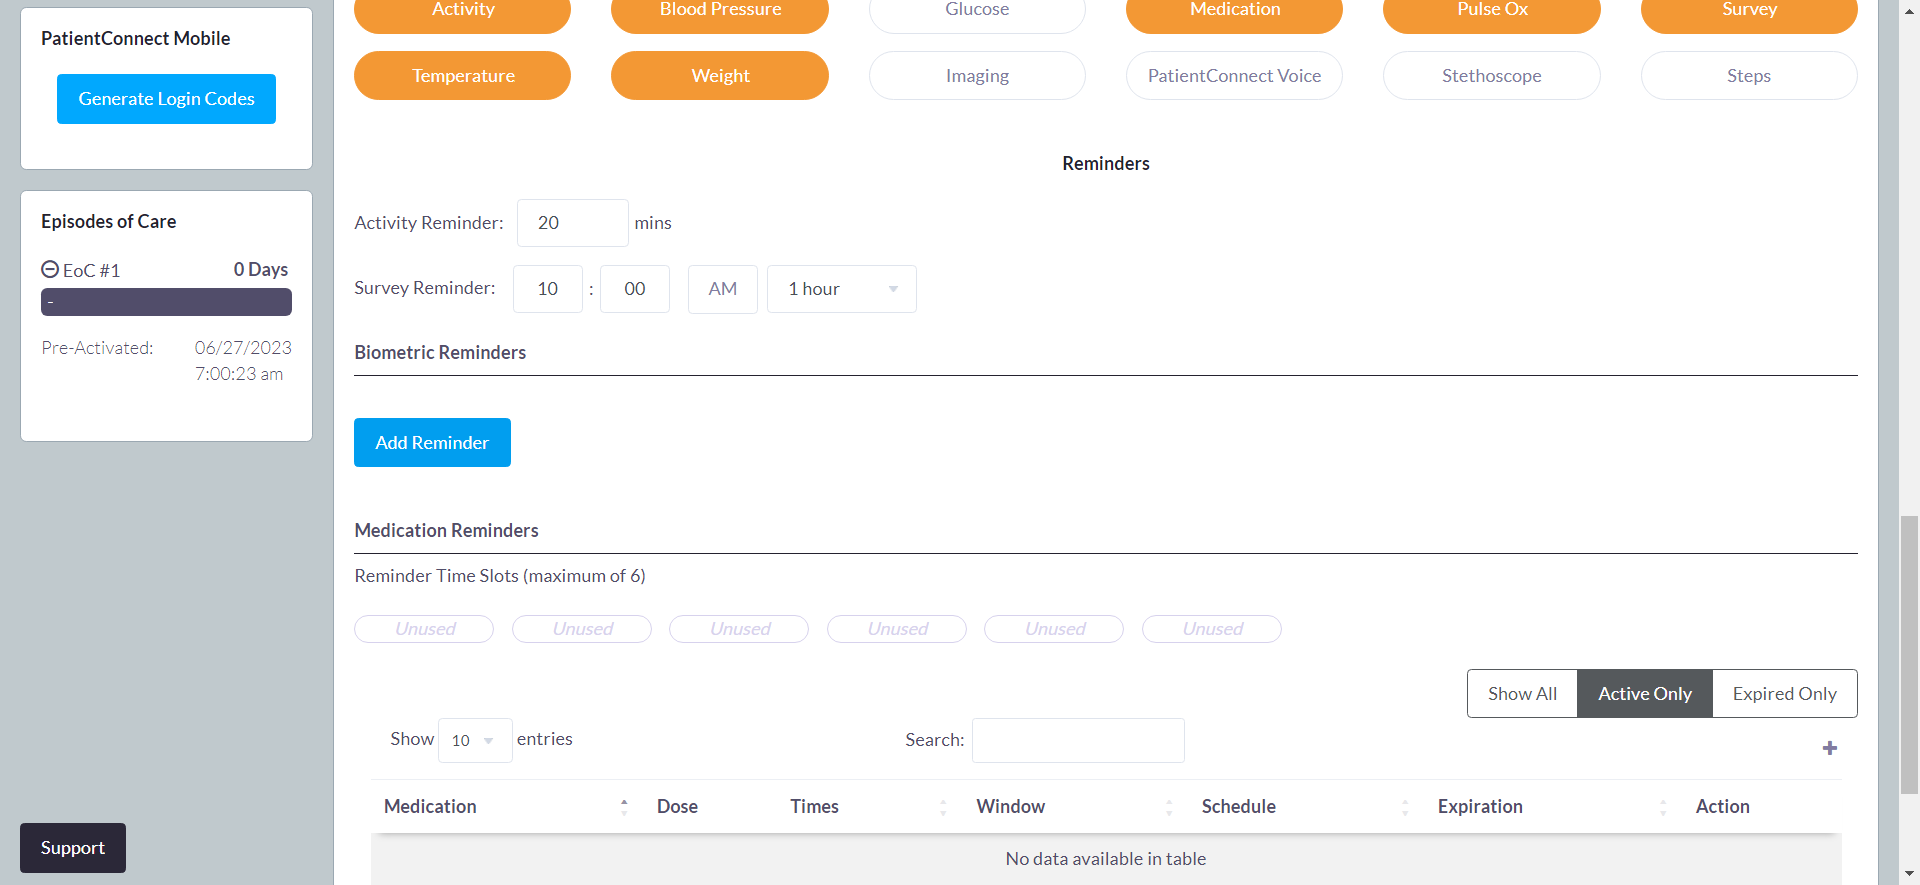 PatientConnect Mobile
Generate Login Codes
Episodes of Care
EoC #1 0 Days
-
Pre-Activated: 06/27/2023
7:00:23 am
Support
Activity Blood Pressure Glucose Medication Pulse Ox Survey
Temperature Weight Imaging PatientConnect Voice Stethoscope Steps
Reminders
Activity Reminder: 20 mins
Survey Reminder: 10 : 00 AM 1 hour
Biometric Reminders
Add Reminder
Medication Reminders
Reminder Time Slots (maximum of 6)
Unused Unused Unused Unused Unused Unused
Show All Active Only Expired Only
Show 10 entries Search:
+
Medication Dose Times Window Schedule Expiration Action
No data available in table